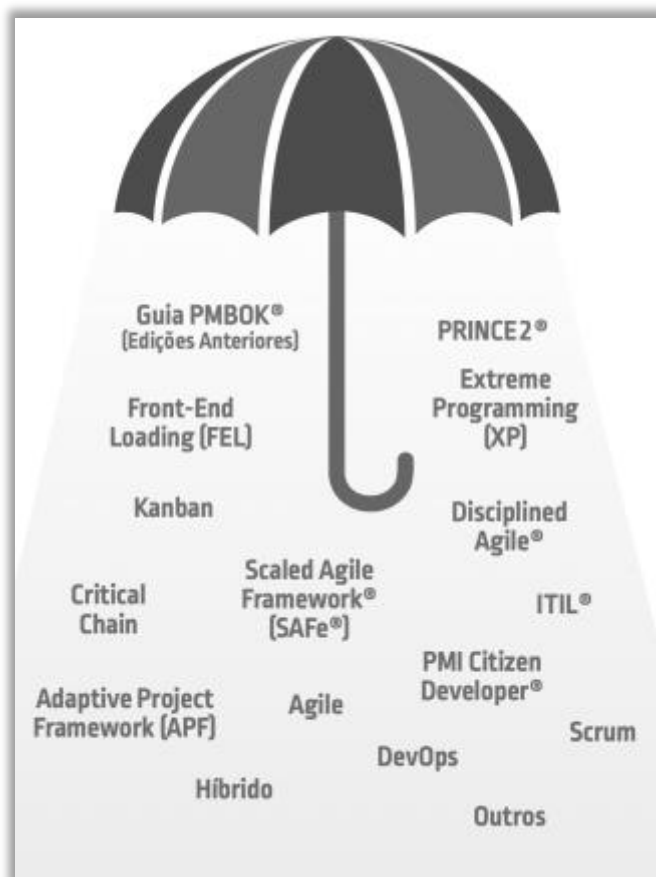 Guia PMBOK®
(Edições Anteriores)
PRINCE2®
Front-End
Loading (FEL)
Extreme
Programming
(XP)
Kanban
Disciplined
Agile®
Critical
Chain
Scaled Agile
Framework®
(SAFe®)
ITIL®
PMI Citizen
Developer®
Adaptive Project
Framework (APF)
Agile
Scrum
DevOps
Híbrido
Outros